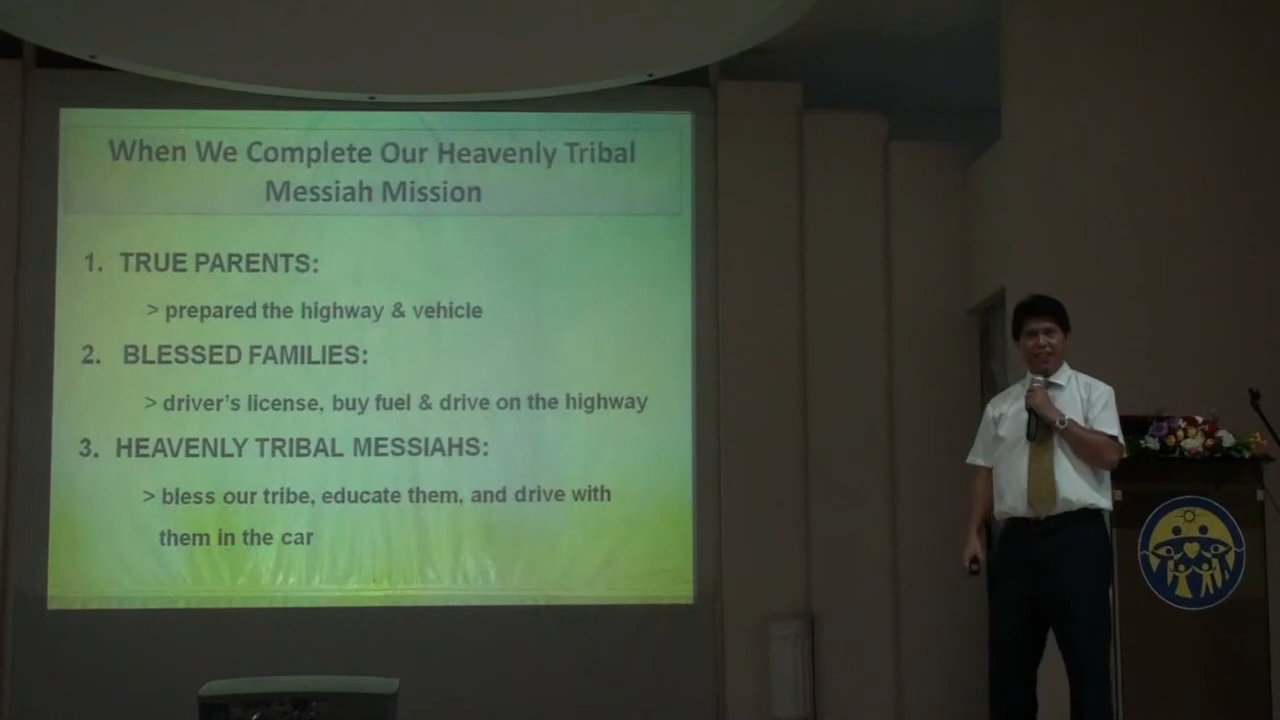 When We Complete Our Heavenly Tribal
Messiah Mission
1. TRUE PARENTS:
> prepared the highway & vehicle
2. BLESSED FAMILIES:
> driver's license, buy fuel & drive on the highway
3. HEAVENLY TRIBAL MESSIAHS:
> bless our tribe, educate them, and drive with
them in the car